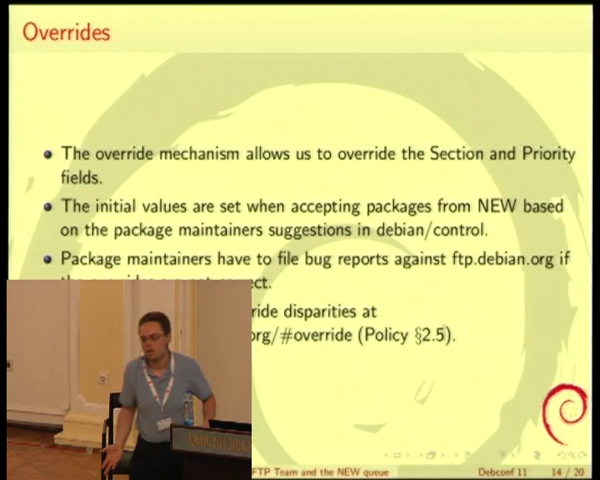 Overrides
The override mechanism allows us to override the Section and Priority
fields.
The initial values are set when accepting packages from NEW based
on the package maintainers suggestions in debian/control.
Package maintainers have to file bug reports against ftp.debian.org if
ride disparities at
org/#override (Policy §2.5).
FTP Team and the NEW queue
Debconf 11
14 / 20